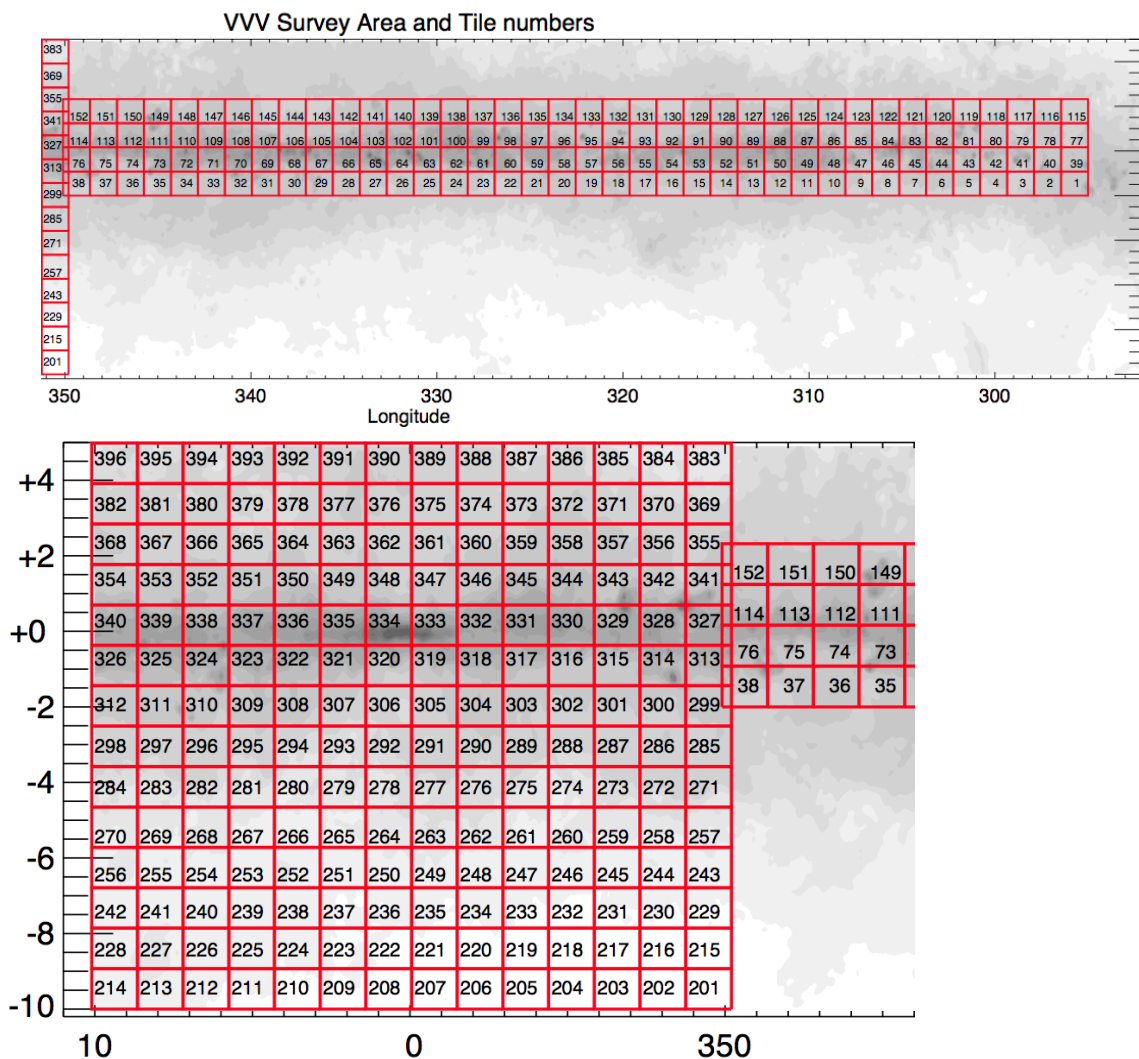 VVV Survey Area and Tile numbers
383
369
355
152 151 150 149 148 147 146 145 144 143 142 141 140 139 138 137 136 135 134 133 132 131 130 129 128 127 126 125 124 123 122 121 120 119 118 117 116 115
341
327 114 113 112 111 110 109 108 107 106 105 104 103 102 101 100 99 98 97 96 95 94 93 92 91 90 89 88 87 86 85 84 83 82 81 80 79 78 77
313 76 75 74 73 72 71 70 69 68 67 66 65 64 63 62 61 60 59 58 57 56 55 54 53 52 51 50 49 48 47 46 45 44 43 42 41 40 39
38 37 36 35 34 33 32 31 30 29 28 27 26 25 24 23 22 21 20 19 18 17 16 15 14 13 12 11 10 9 8 7 6 5 4 3 2 1
299
285
271
257
243
229
215
201
350 340 330 320 310 300
Longitude
396 395 394 393 392 391 390 389 388 387 386 385 384 383
+4
382 381 380 379 378 377 376 375 374 373 372 371 370 369
368 367 366 365 364 363 362 361 360 359 358 357 356 355
+2
354 353 352 351 350 349 348 347 346 345 344 343 342 341 152 151 150 149
340 339 338 337 336 335 334 333 332 331 330 329 328 327 114 113 112 111
+0
326 325 324 323 322 321 320 319 318 317 316 315 314 313 76 75 74 73
38 37 36 35
-2 312 311 310 309 308 307 306 305 304 303 302 301 300 299
298 297 296 295 294 293 292 291 290 289 288 287 286 285
-4 284 283 282 281 280 279 278 277 276 275 274 273 272 271
270 269 268 267 266 265 264 263 262 261 260 259 258 257
-6
256 255 254 253 252 251 250 249 248 247 246 245 244 243
242 241 240 239 238 237 236 235 234 233 232 231 230 229
-8
228 227 226 225 224 223 222 221 220 219 218 217 216 215
214 213 212 211 210 209 208 207 206 205 204 203 202 201
-10
10 0 350